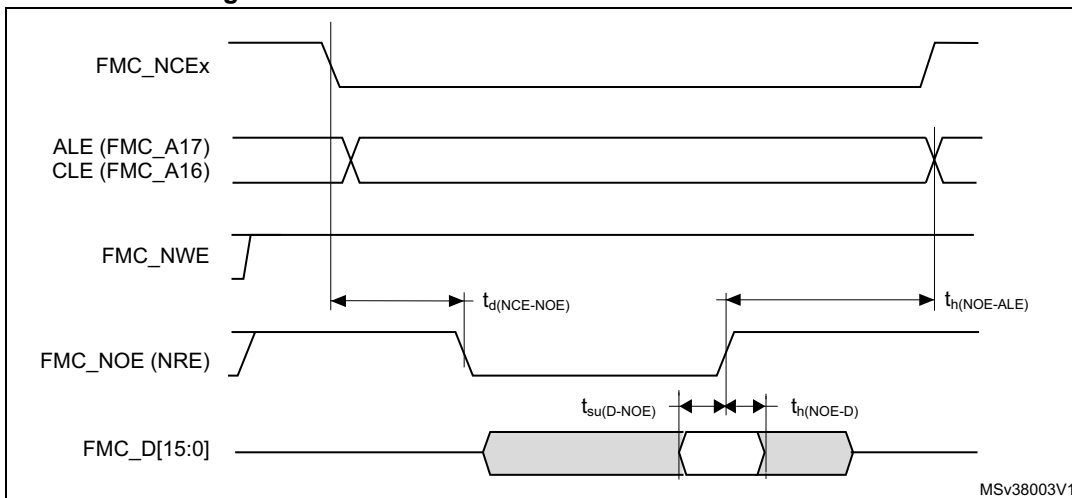 FMC_NCEx
ALE (FMC_A17)
CLE (FMC_A16)
FMC_NWE
td(NCE-NOE)
th(NOE-ALE)
FMC_NOE (NRE)
tsu(D-NOE)
th(NOE-D)
FMC_D[15:0]
MSv38003V1